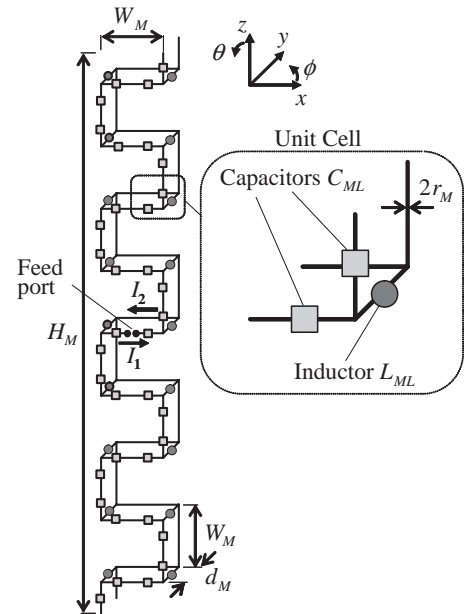 W_M
z
y
θ
ϕ
x
Unit Cell
Capacitors C_ML
2r_M
Feed
port
I_2
H_M
I_1
Inductor L_ML
W_M
d_M